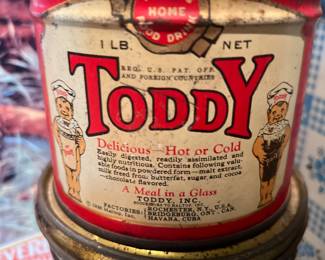 HOME
FOOD DRINK
1 LB. NET
REG. U.S. PAT. OFF.
AND FOREIGN COUNTRIES
TODDY
Delicious—Hot or Cold
Easily digested, readily assimilated and
highly nutritious. Contains following valu-
able foods in powdered form - malt extract,
milk freed from butterfat, sugar, and cocoa
-chocolate flavored.
A Meal in a Glass
TODDY, INC.
FACTORIES:
ROCHESTER, N.Y., U.S.A.
BRIDGEBURG, ONT., CAN.
HAVANA, CUBA